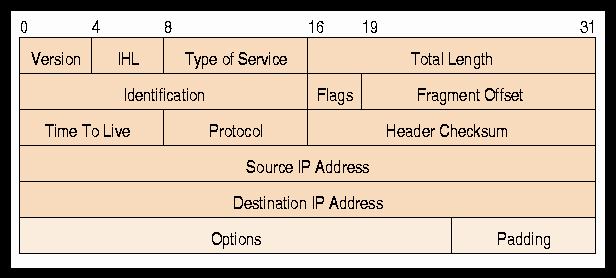 0 4 8 16 19 31
Version IHL Type of Service Total Length
Identification Flags Fragment Offset
Time To Live Protocol Header Checksum
Source IP Address
Destination IP Address
Options Padding